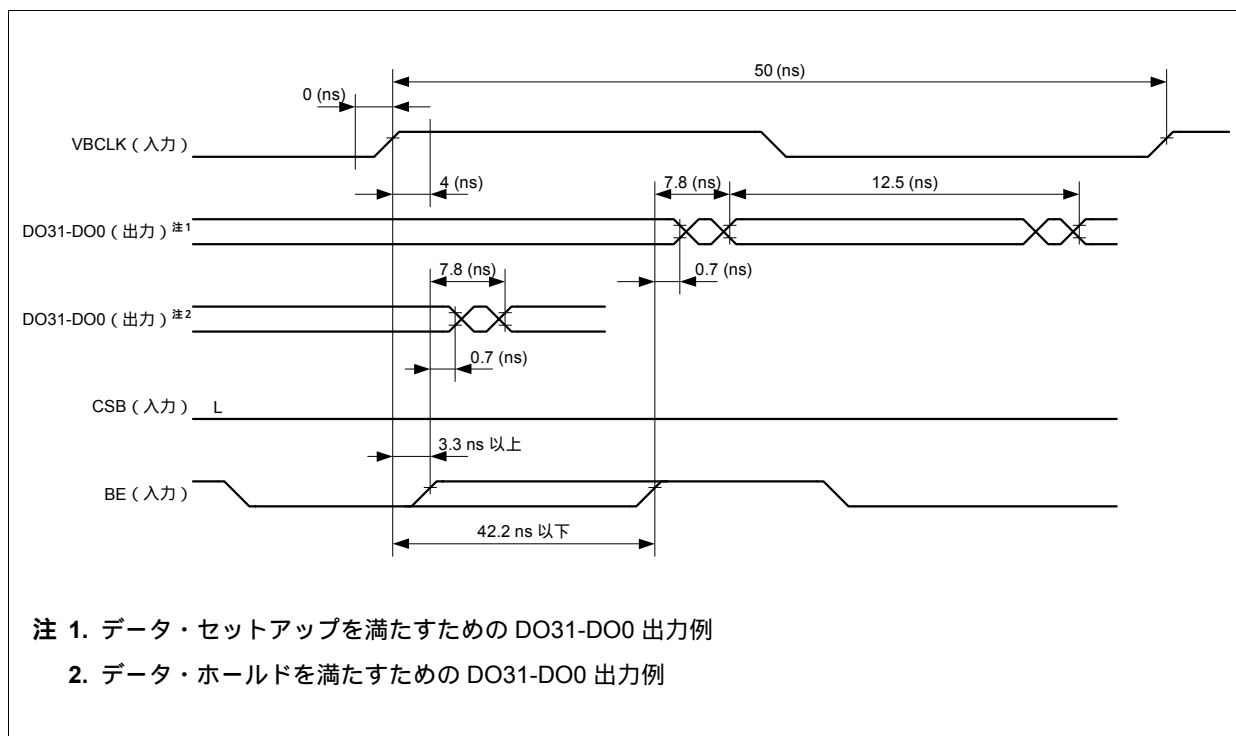 50 (ns)
0 (ns)
VBCLK(入力)
4 (ns)
7.8 (ns)
12.5 (ns)
DO31-DO0(出力)注1
0.7 (ns)
7.8 (ns)
DO31-DO0(出力)注2
0.7 (ns)
CSB(入力) L
3.3 ns 以上
BE(入力)
42.2 ns 以下
注 1. データ・セットアップを満たすための DO31-DO0 出力例
2. データ・ホールドを満たすための DO31-DO0 出力例